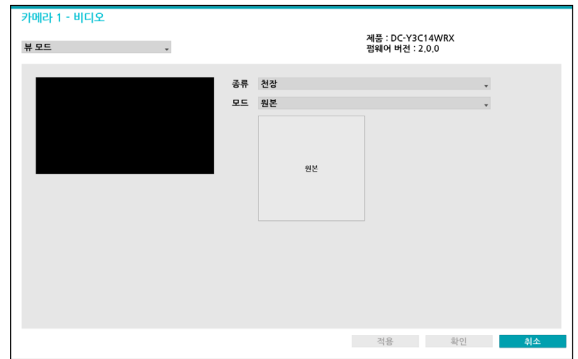 카메라 1 - 비디오
뷰 모드
제품 : DC-Y3C14WRX
펌웨어 버전 : 2.0.0
종류 천장
모드 원본
원본
적용 확인 취소